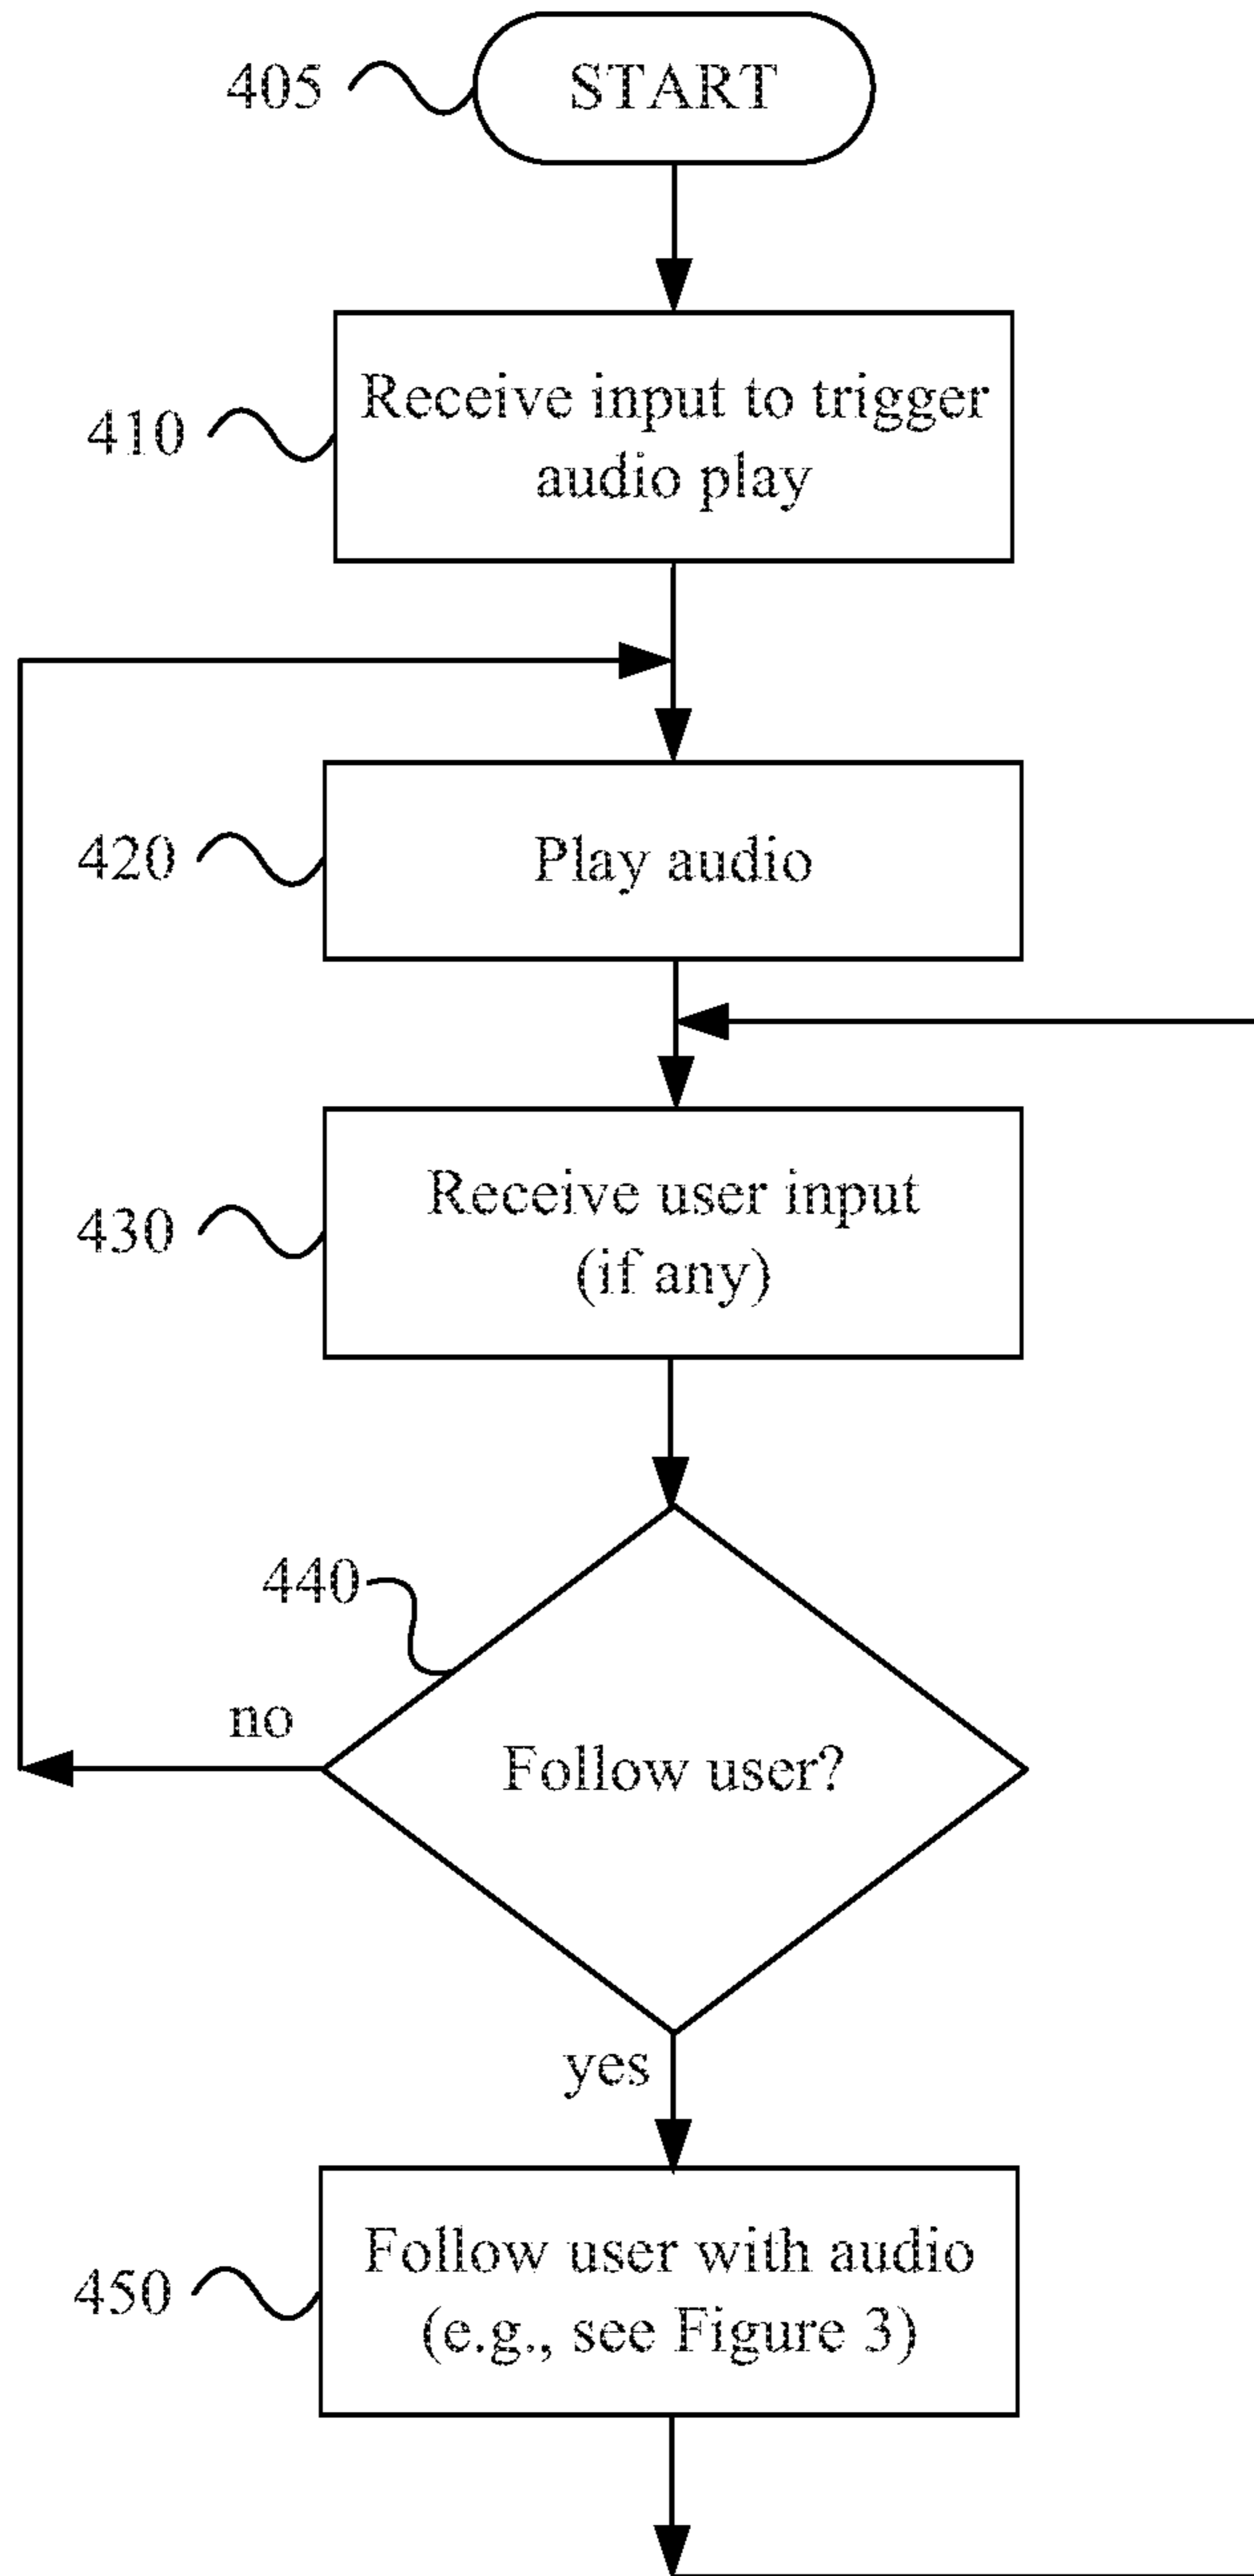 405
START
410
Receive input to trigger
audio play
420
Play audio
430
Receive user input
(if any)
440
no
Follow user?
yes
450
Follow user with audio
(e.g., see Figure 3)